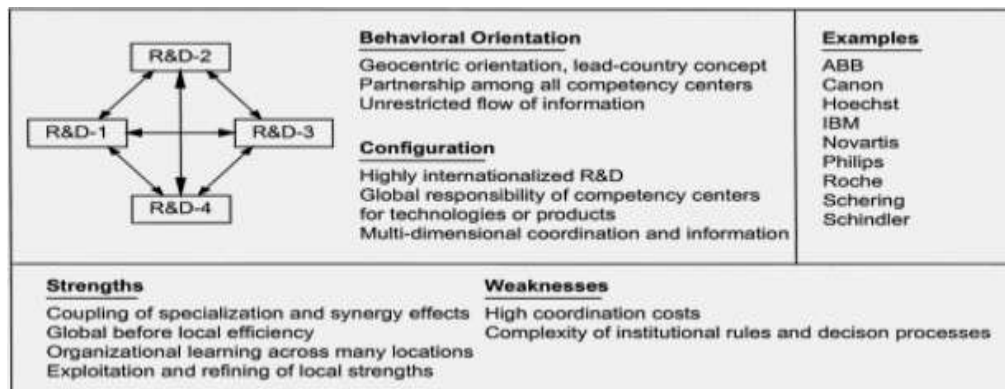 R&D-2
R&D-1
R&D-3
R&D-4
Behavioral Orientation
Geocentric orientation, lead-country concept
Partnership among all competency centers
Unrestricted flow of information
Configuration
Highly internationalized R&D
Global responsibility of competency centers
for technologies or products
Multi-dimensional coordination and information
Examples
ABB
Canon
Hoechst
IBM
Novartis
Philips
Roche
Schering
Schindler
Strengths
Coupling of specialization and synergy effects
Global before local efficiency
Organizational learning across many locations
Exploitation and refining of local strengths
Weaknesses
High coordination costs
Complexity of institutional rules and decison processes